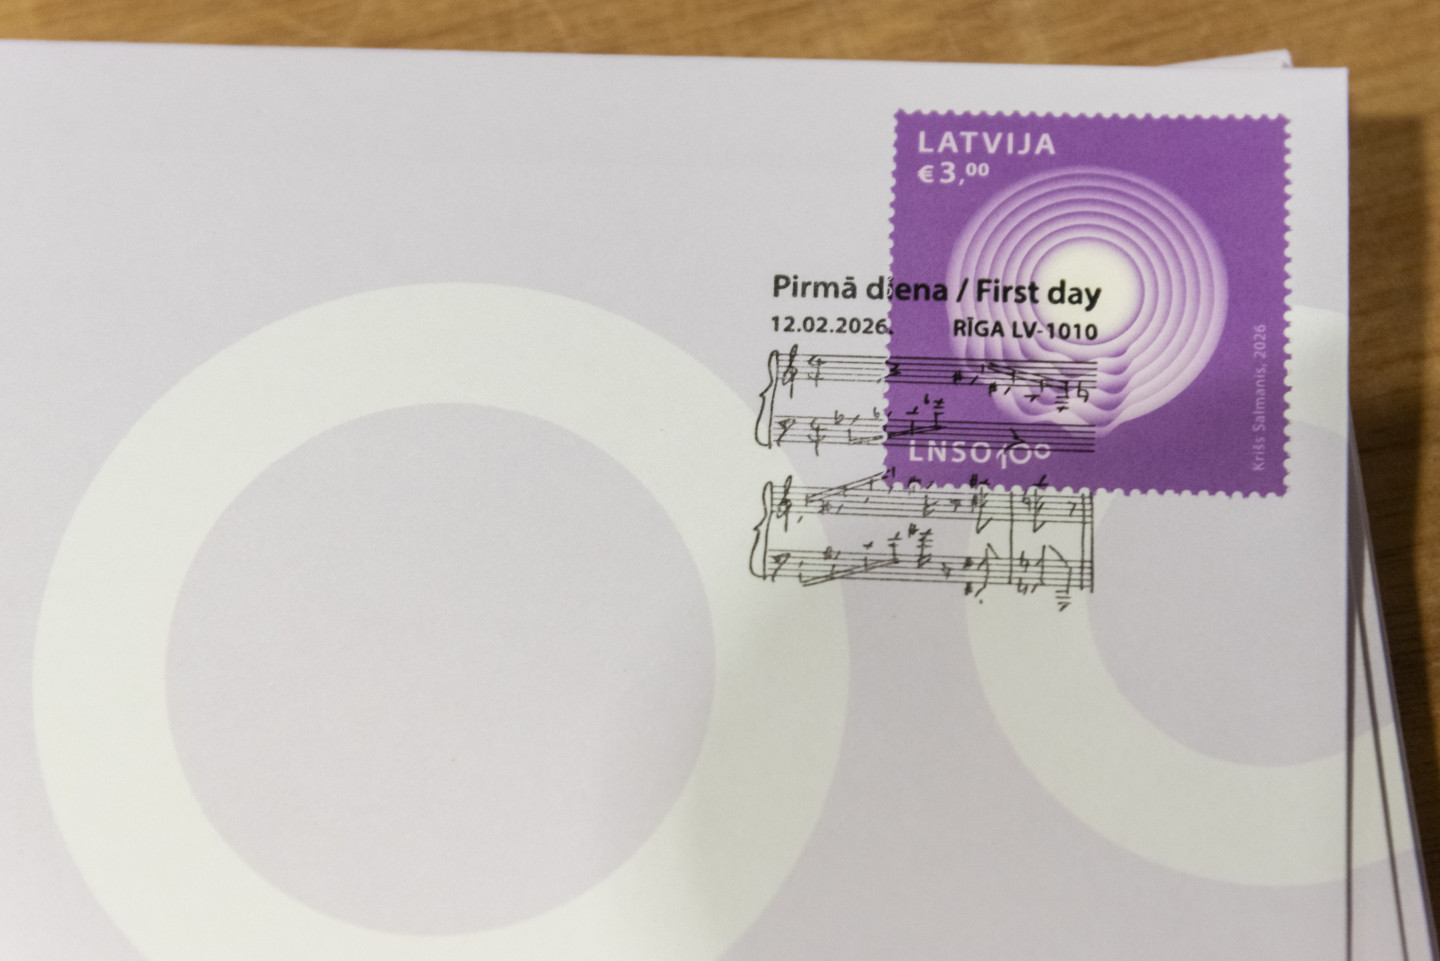 LATVIJA
€3,00
Pirmā diena / First day
12.02.2026. RĪGA LV-1010
LNSO100
Krišs Salmanis, 2026